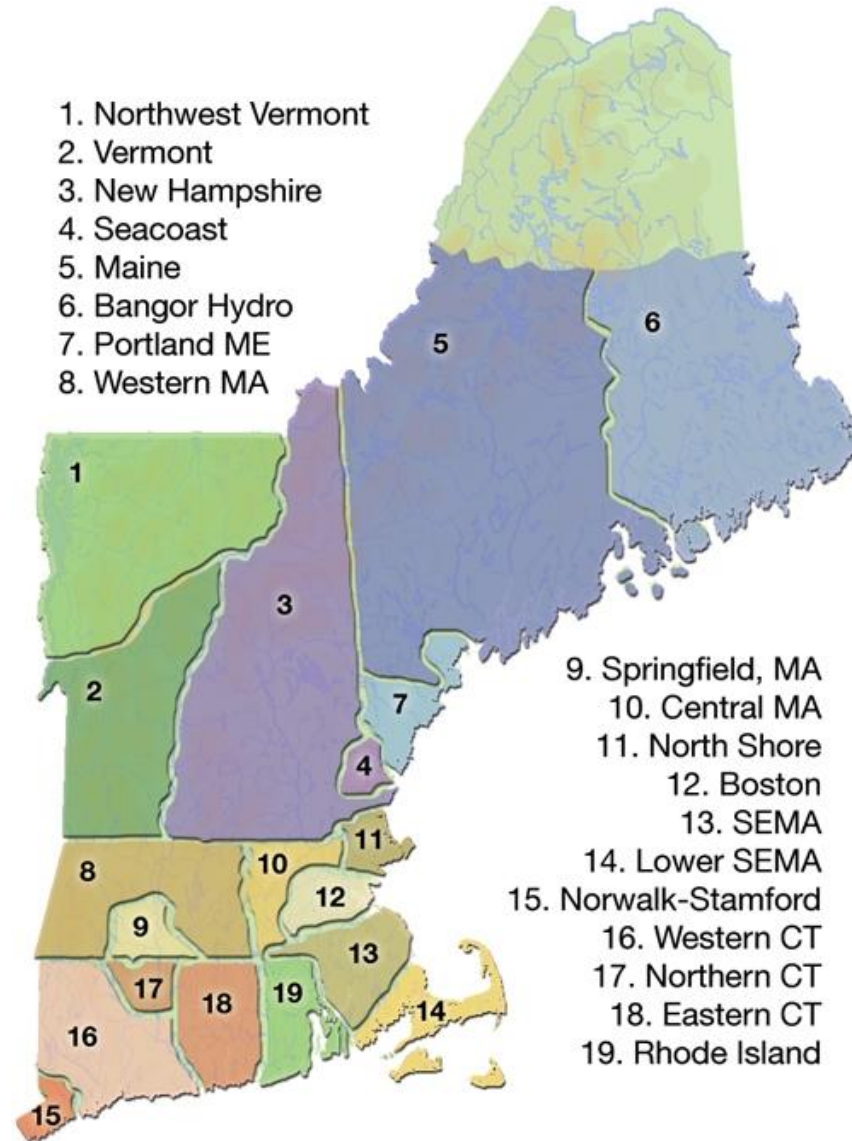 1. Northwest Vermont
2. Vermont
3. New Hampshire
4. Seacoast
5. Maine
6. Bangor Hydro
7. Portland ME
8. Western MA
5
6
1
3
2
7
4
9. Springfield, MA
10. Central MA
11. North Shore
12. Boston
13. SEMA
14. Lower SEMA
15. Norwalk-Stamford
16. Western CT
17. Northern CT
18. Eastern CT
19. Rhode Island
11
8
10
12
9
13
17
18
19
14
16
15